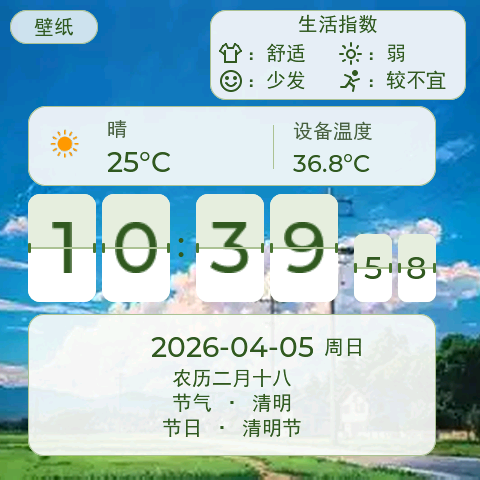 壁纸
生活指数
：舒适 ：弱
：少发 ：较不宜
晴
25°C
设备温度
36.8°C
10:39 58
2026-04-05 周日
农历二月十八
节气 · 清明
节日 · 清明节